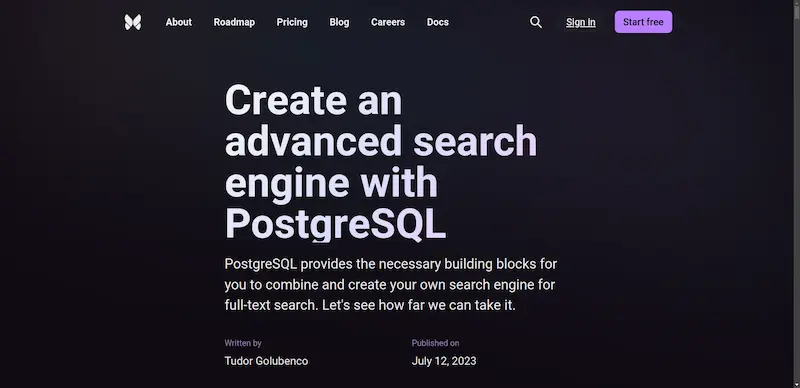 About Roadmap Pricing Blog Careers Docs Sign in Start free
Create an
advanced search
engine with
PostgreSQL
PostgreSQL provides the necessary building blocks for
you to combine and create your own search engine for
full-text search. Let's see how far we can take it.
Written by Published on
Tudor Golubenco July 12, 2023